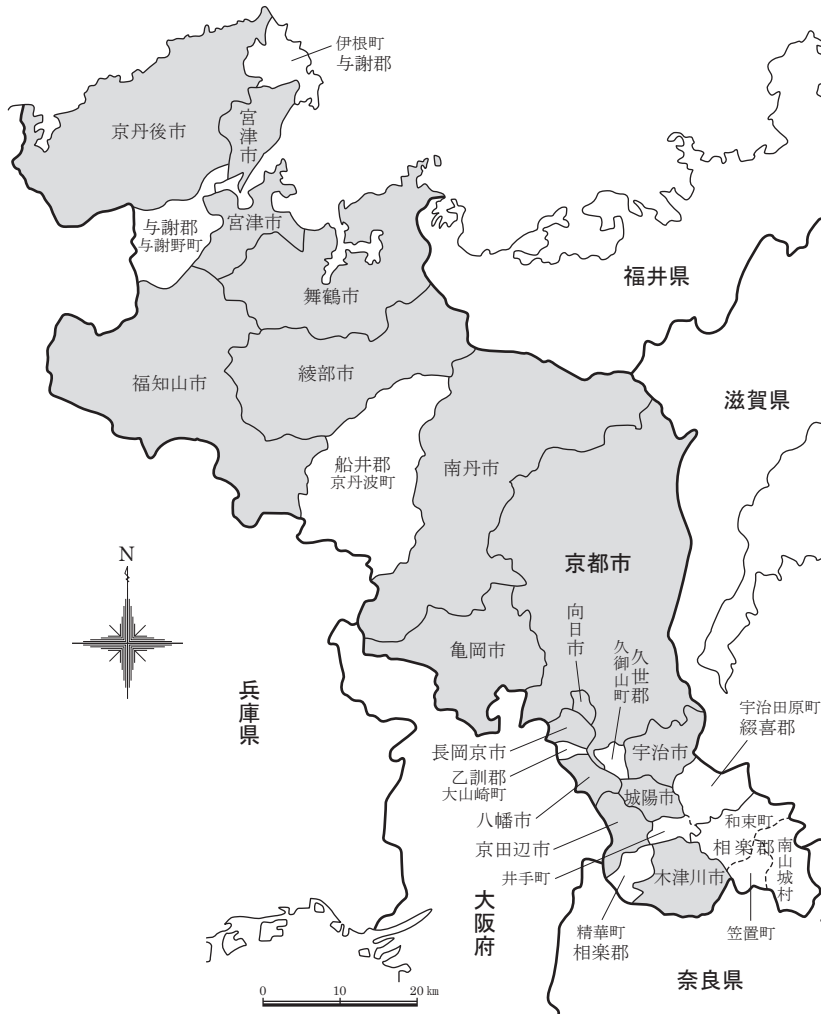 伊根町
与謝郡
京丹後市
宮津市
与謝郡
与謝野町
宮津市
舞鶴市
福井県
福知山市
綾部市
滋賀県
船井郡
京丹波町
南丹市
N
京都市
向日市
久世郡
久御山町
亀岡市
兵庫県
宇治田原町
綴喜郡
長岡京市
宇治市
乙訓郡
大山崎町
城陽市
八幡市
和束町
京田辺市
相楽郡
南山城村
井手町
木津川市
大阪府
精華町
相楽郡
笠置町
奈良県
0 10 20 km